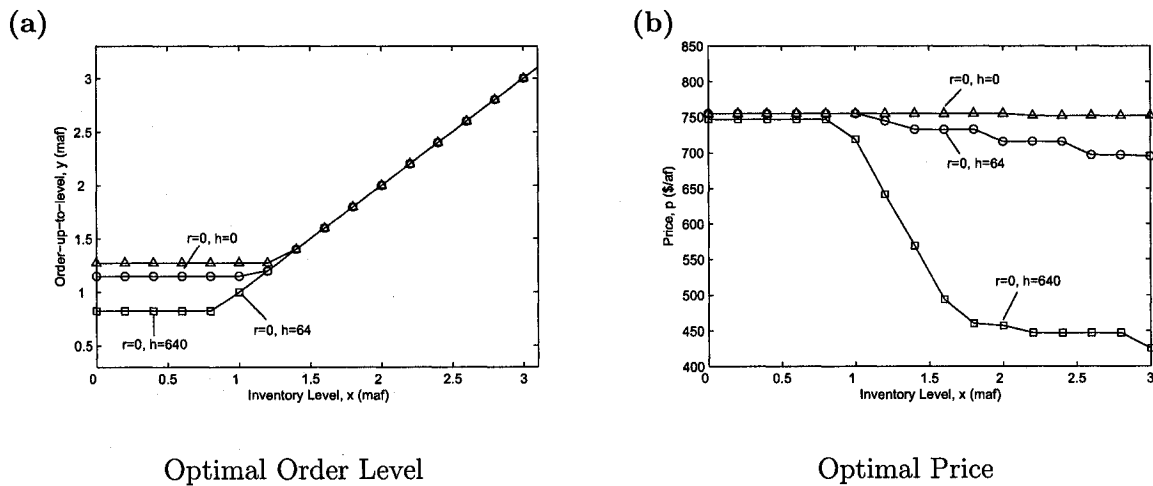 (a)
(b)
3
2.5
2
1.5
1
0.5
Order-up-to-level, y (maf)
r=0, h=0
r=0, h=64
r=0, h=640
0
0.5
1
1.5
2
2.5
3
Inventory Level, x (maf)
850
800
750
700
650
600
550
500
450
400
Price, p ($/af)
r=0, h=0
r=0, h=64
r=0, h=640
0
0.5
1
1.5
2
2.5
3
Inventory Level, x (maf)
Optimal Order Level
Optimal Price